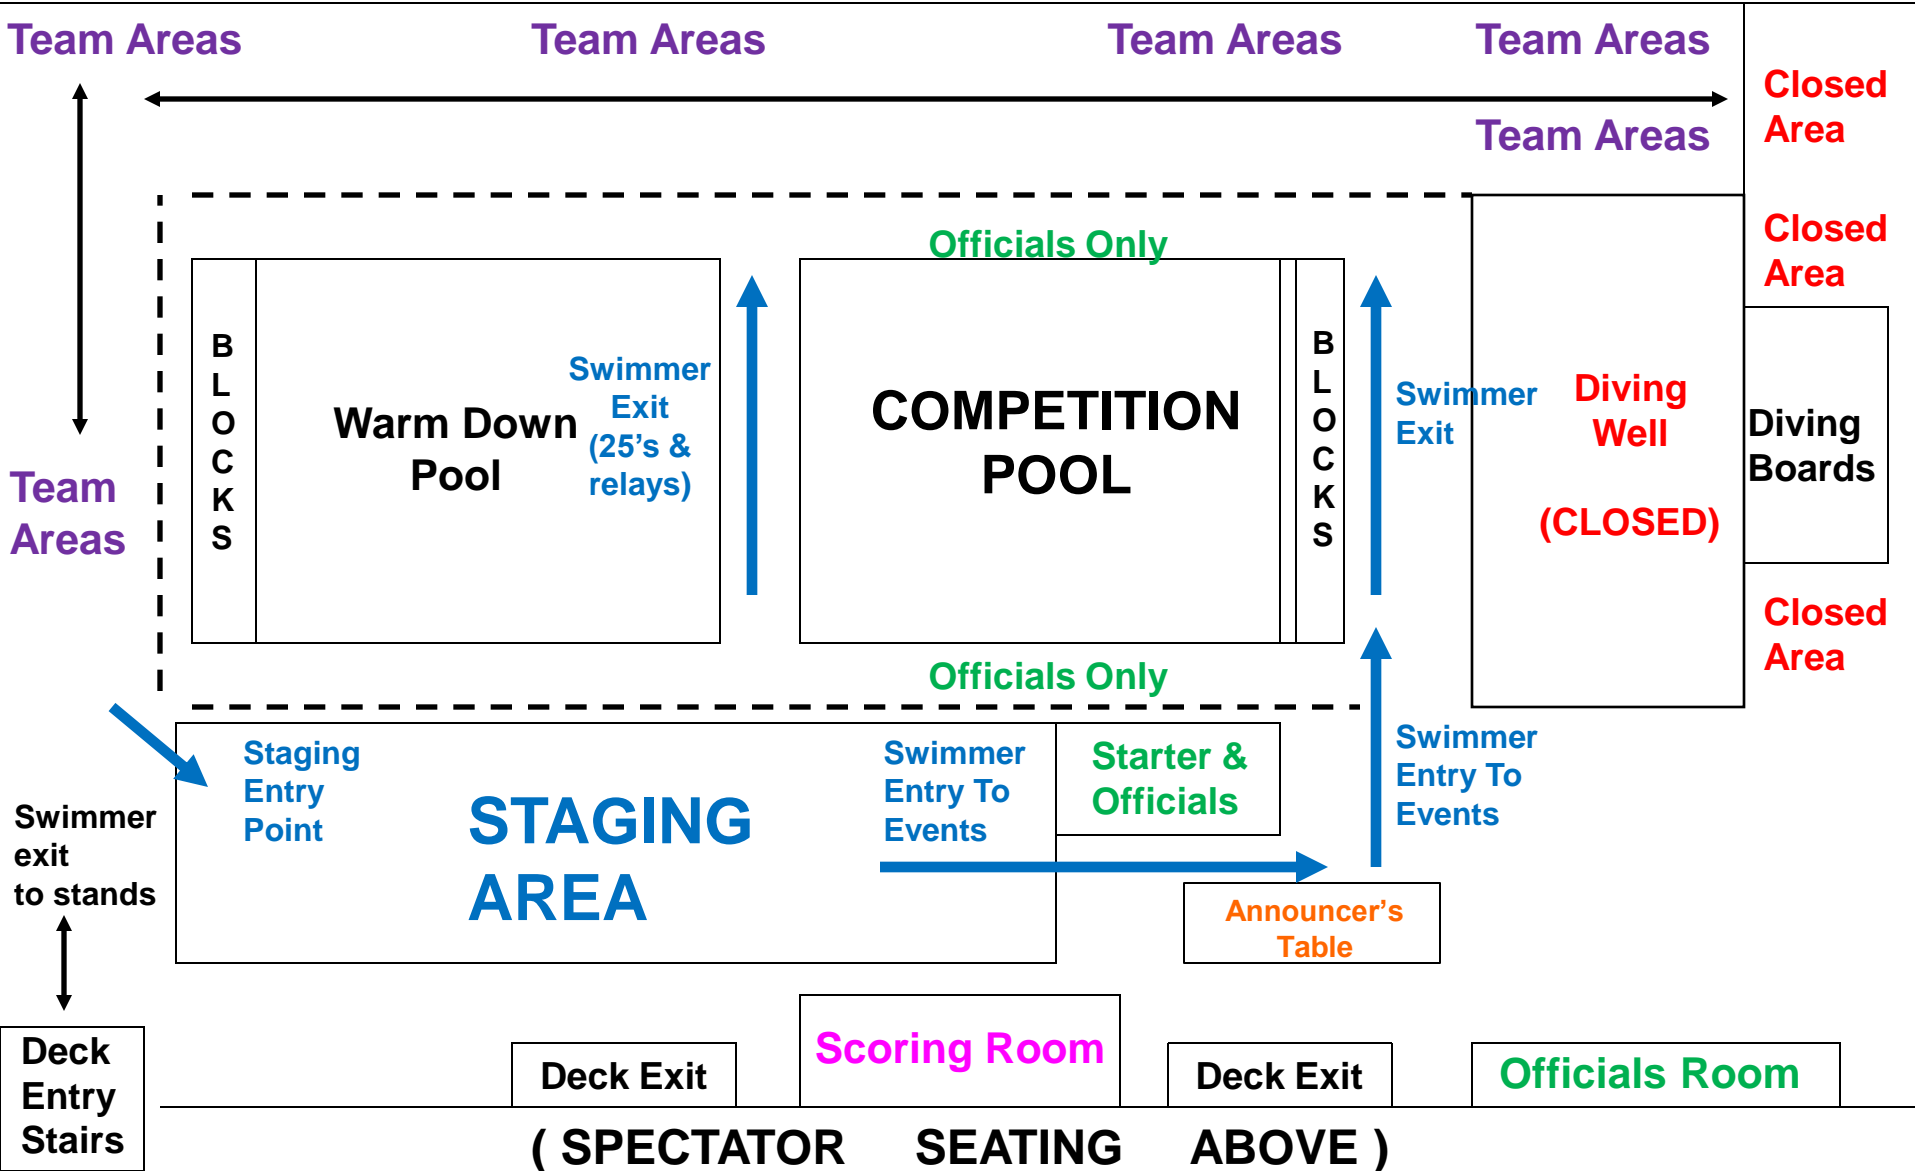 Team Areas
Team Areas
Team Areas
Team Areas
Closed
Area
Team Areas
Closed
Area
Officials Only
B
L
O
C
K
S
Warm Down
Pool
Swimmer
Exit
(25's &
relays)
COMPETITION
POOL
B
L
O
C
K
S
Swimmer
Exit
Diving
Well
(CLOSED)
Diving
Boards
Team
Areas
Closed
Area
Officials Only
Staging
Entry
Point
STAGING
AREA
Swimmer
Entry To
Events
Starter &
Officials
Swimmer
Entry To
Events
Swimmer
exit
to stands
Announcer’s
Table
Deck
Entry
Stairs
Deck Exit
Scoring Room
Deck Exit
Officials Room
( SPECTATOR SEATING ABOVE )